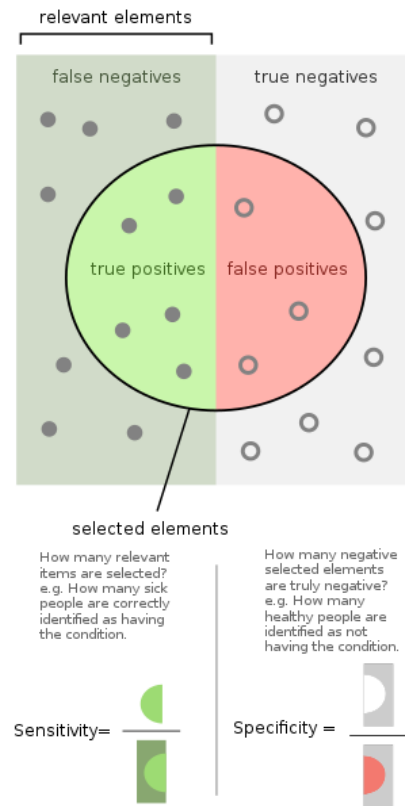 relevant elements
false negatives
true negatives
true positives
false positives
selected elements
How many relevant
items are selected?
e.g. How many sick
people are correctly
identified as having
the condition.
How many negative
selected elements
are truly negative?
e.g. How many
healthy people are
identified as not
having the condition.
Sensitivity=
Specificity =